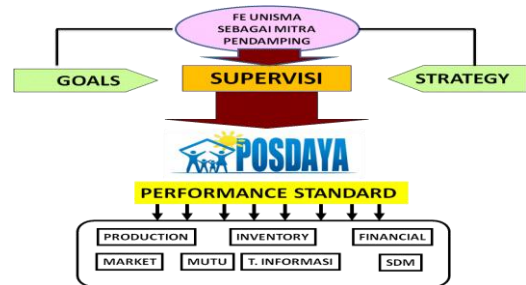 FE UNISMA
SEBAGAI MITRA
PENDAMPING
GOALS
SUPERVISI
STRATEGY
POSDAYA
PERFORMANCE STANDARD
PRODUCTION
INVENTORY
FINANCIAL
MARKET
MUTU
T. INFORMASI
SDM